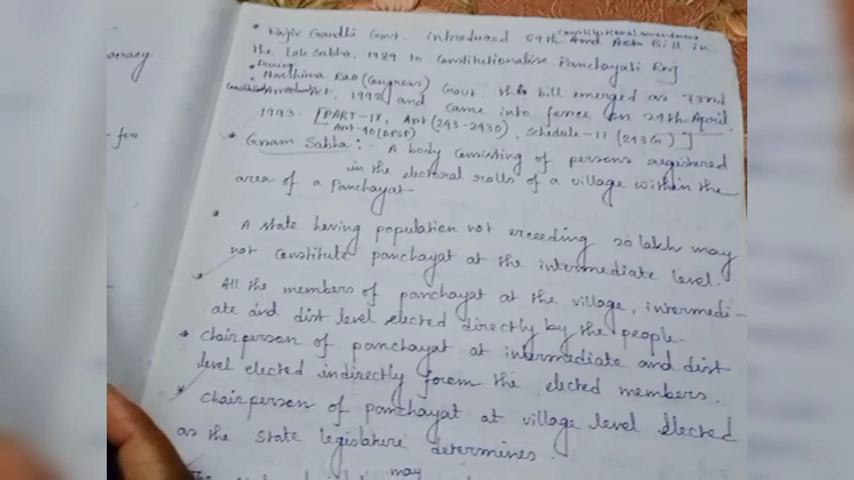 ocracy
- for
* Rajiv Gandhi Govt. introduced 64th (constitutional amendment) Bill in
the Lok Sabha, 1989 to Constitutionalise Panchayati Raj.
* During
Narshima Rao (Congress) Govt. this bill emerged as 73rd
Act, 1992 and came into force on 24th April
1993. [PART-IX, Art (243-243O), Schedule-11 (243G)]
Art-40 (DPSP)
* Gram Sabha:- A body consisting of persons registered
in the electoral rolls of a village within the
area of a Panchayat
* A state having population not exceeding 20 lakh may
not constitute panchayat at the intermediate level.
* All the members of panchayat at the village, intermedi-
ate and dist level elected directly by the people.
* Chairperson of panchayat at intermediate and dist
level elected indirectly from the elected members.
* Chairperson of panchayat at village level elected
as the state legislature determines.
may